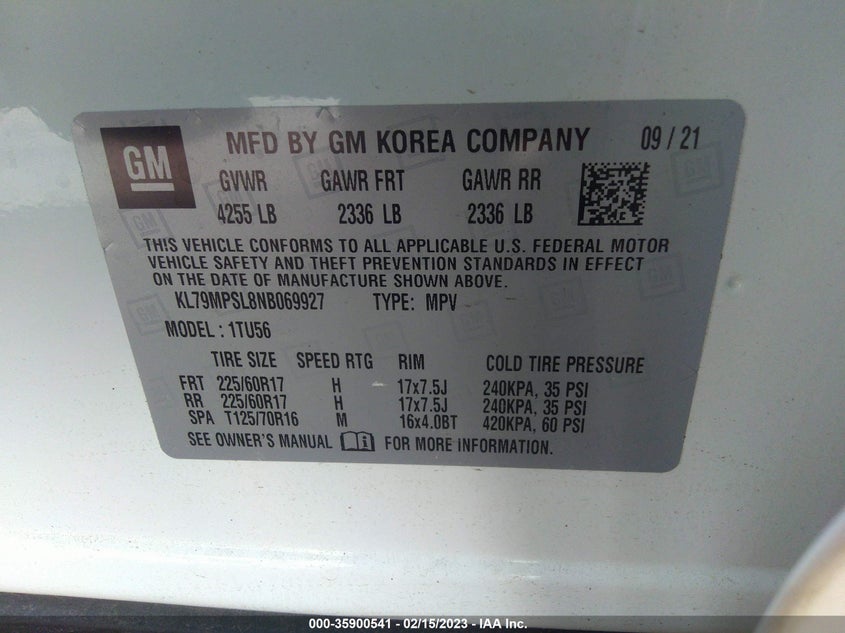 GM
MFD BY GM KOREA COMPANY 09 / 21
GVWR GAWR FRT GAWR RR
4255 LB 2336 LB 2336 LB
THIS VEHICLE CONFORMS TO ALL APPLICABLE U.S. FEDERAL MOTOR
VEHICLE SAFETY AND THEFT PREVENTION STANDARDS IN EFFECT
ON THE DATE OF MANUFACTURE SHOWN ABOVE.
KL79MPSL8NB069927 TYPE: MPV
MODEL : 1TU56
TIRE SIZE SPEED RTG RIM COLD TIRE PRESSURE
FRT 225/60R17 H 17x7.5J 240KPA, 35 PSI
RR 225/60R17 H 17x7.5J 240KPA, 35 PSI
SPA T125/70R16 M 16x4.0BT 420KPA, 60 PSI
SEE OWNER'S MANUAL FOR MORE INFORMATION.
000-35900541 - 02/15/2023 - IAA Inc.